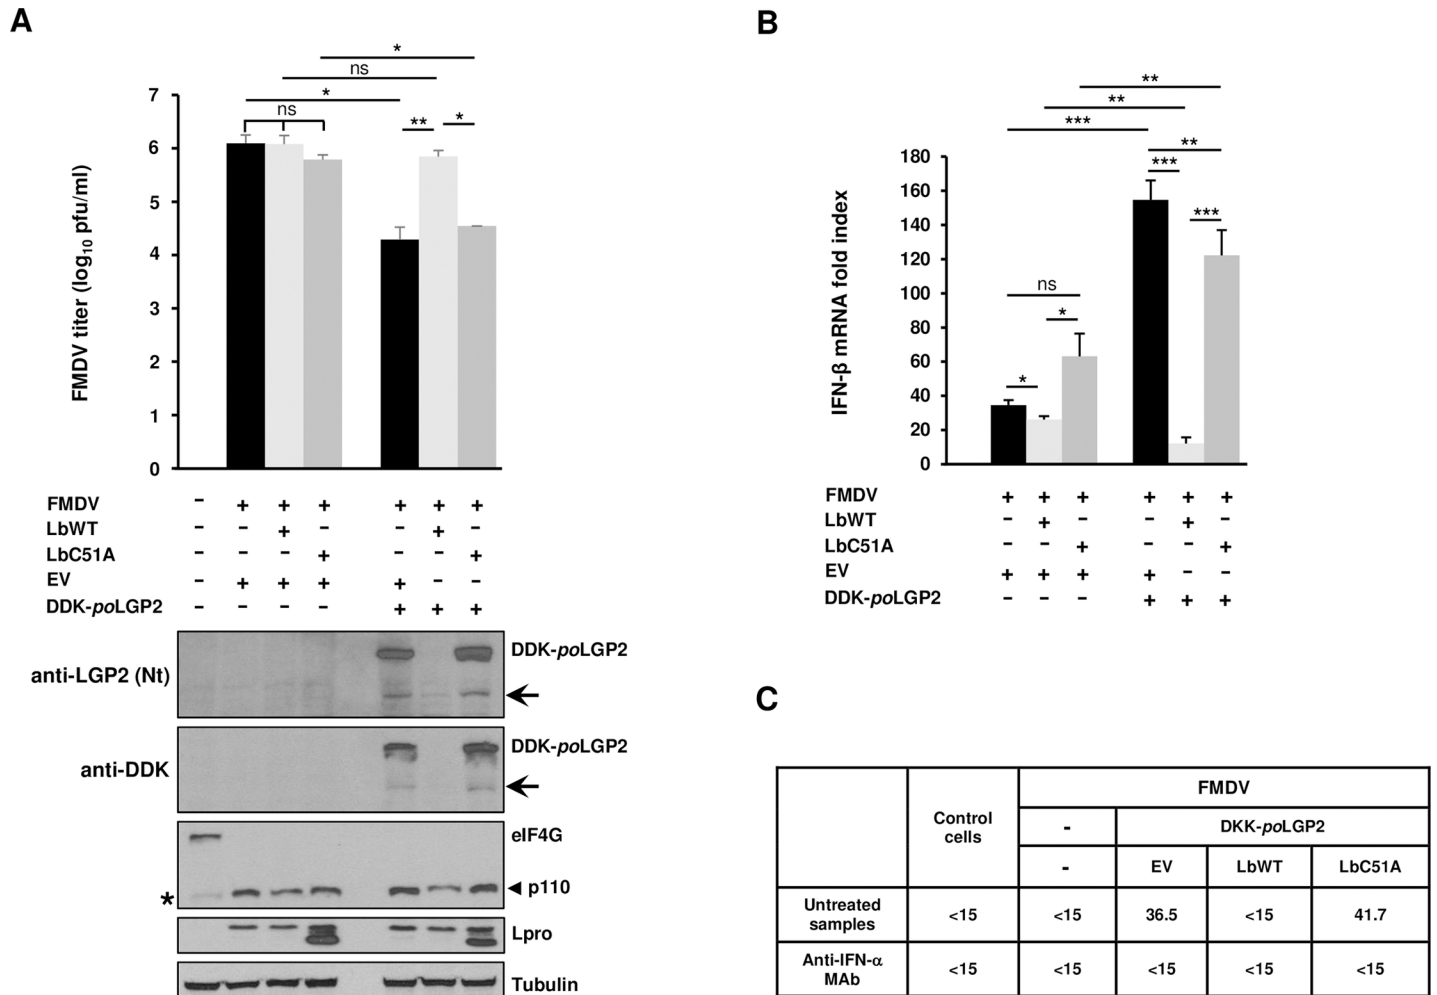 A
*
ns
*
ns
** *
7
6
5
4
3
2
1
0
FMDV titer (log10 pfu/ml)
FMDV - + + + + + +
LbWT - - + - - + -
LbC51A - - - + - - +
EV - + + + + - -
DDK-poLGP2 - - - - + + +
anti-LGP2 (Nt) DDK-poLGP2
anti-DDK DDK-poLGP2
eIF4G
* p110
Lpro
Tubulin
B
**
**
***
**
***
***
ns
*
*
180
160
140
120
100
80
60
40
20
0
IFN-β mRNA fold index
FMDV + + + + + +
LbWT - + - - + -
LbC51A - - + - - +
EV + + + + - -
DDK-poLGP2 - - - + + +
C
Control cells FMDV
- DKK-poLGP2
- EV LbWT LbC51A
Untreated samples <15 <15 36.5 <15 41.7
Anti-IFN-α MAb <15 <15 <15 <15 <15